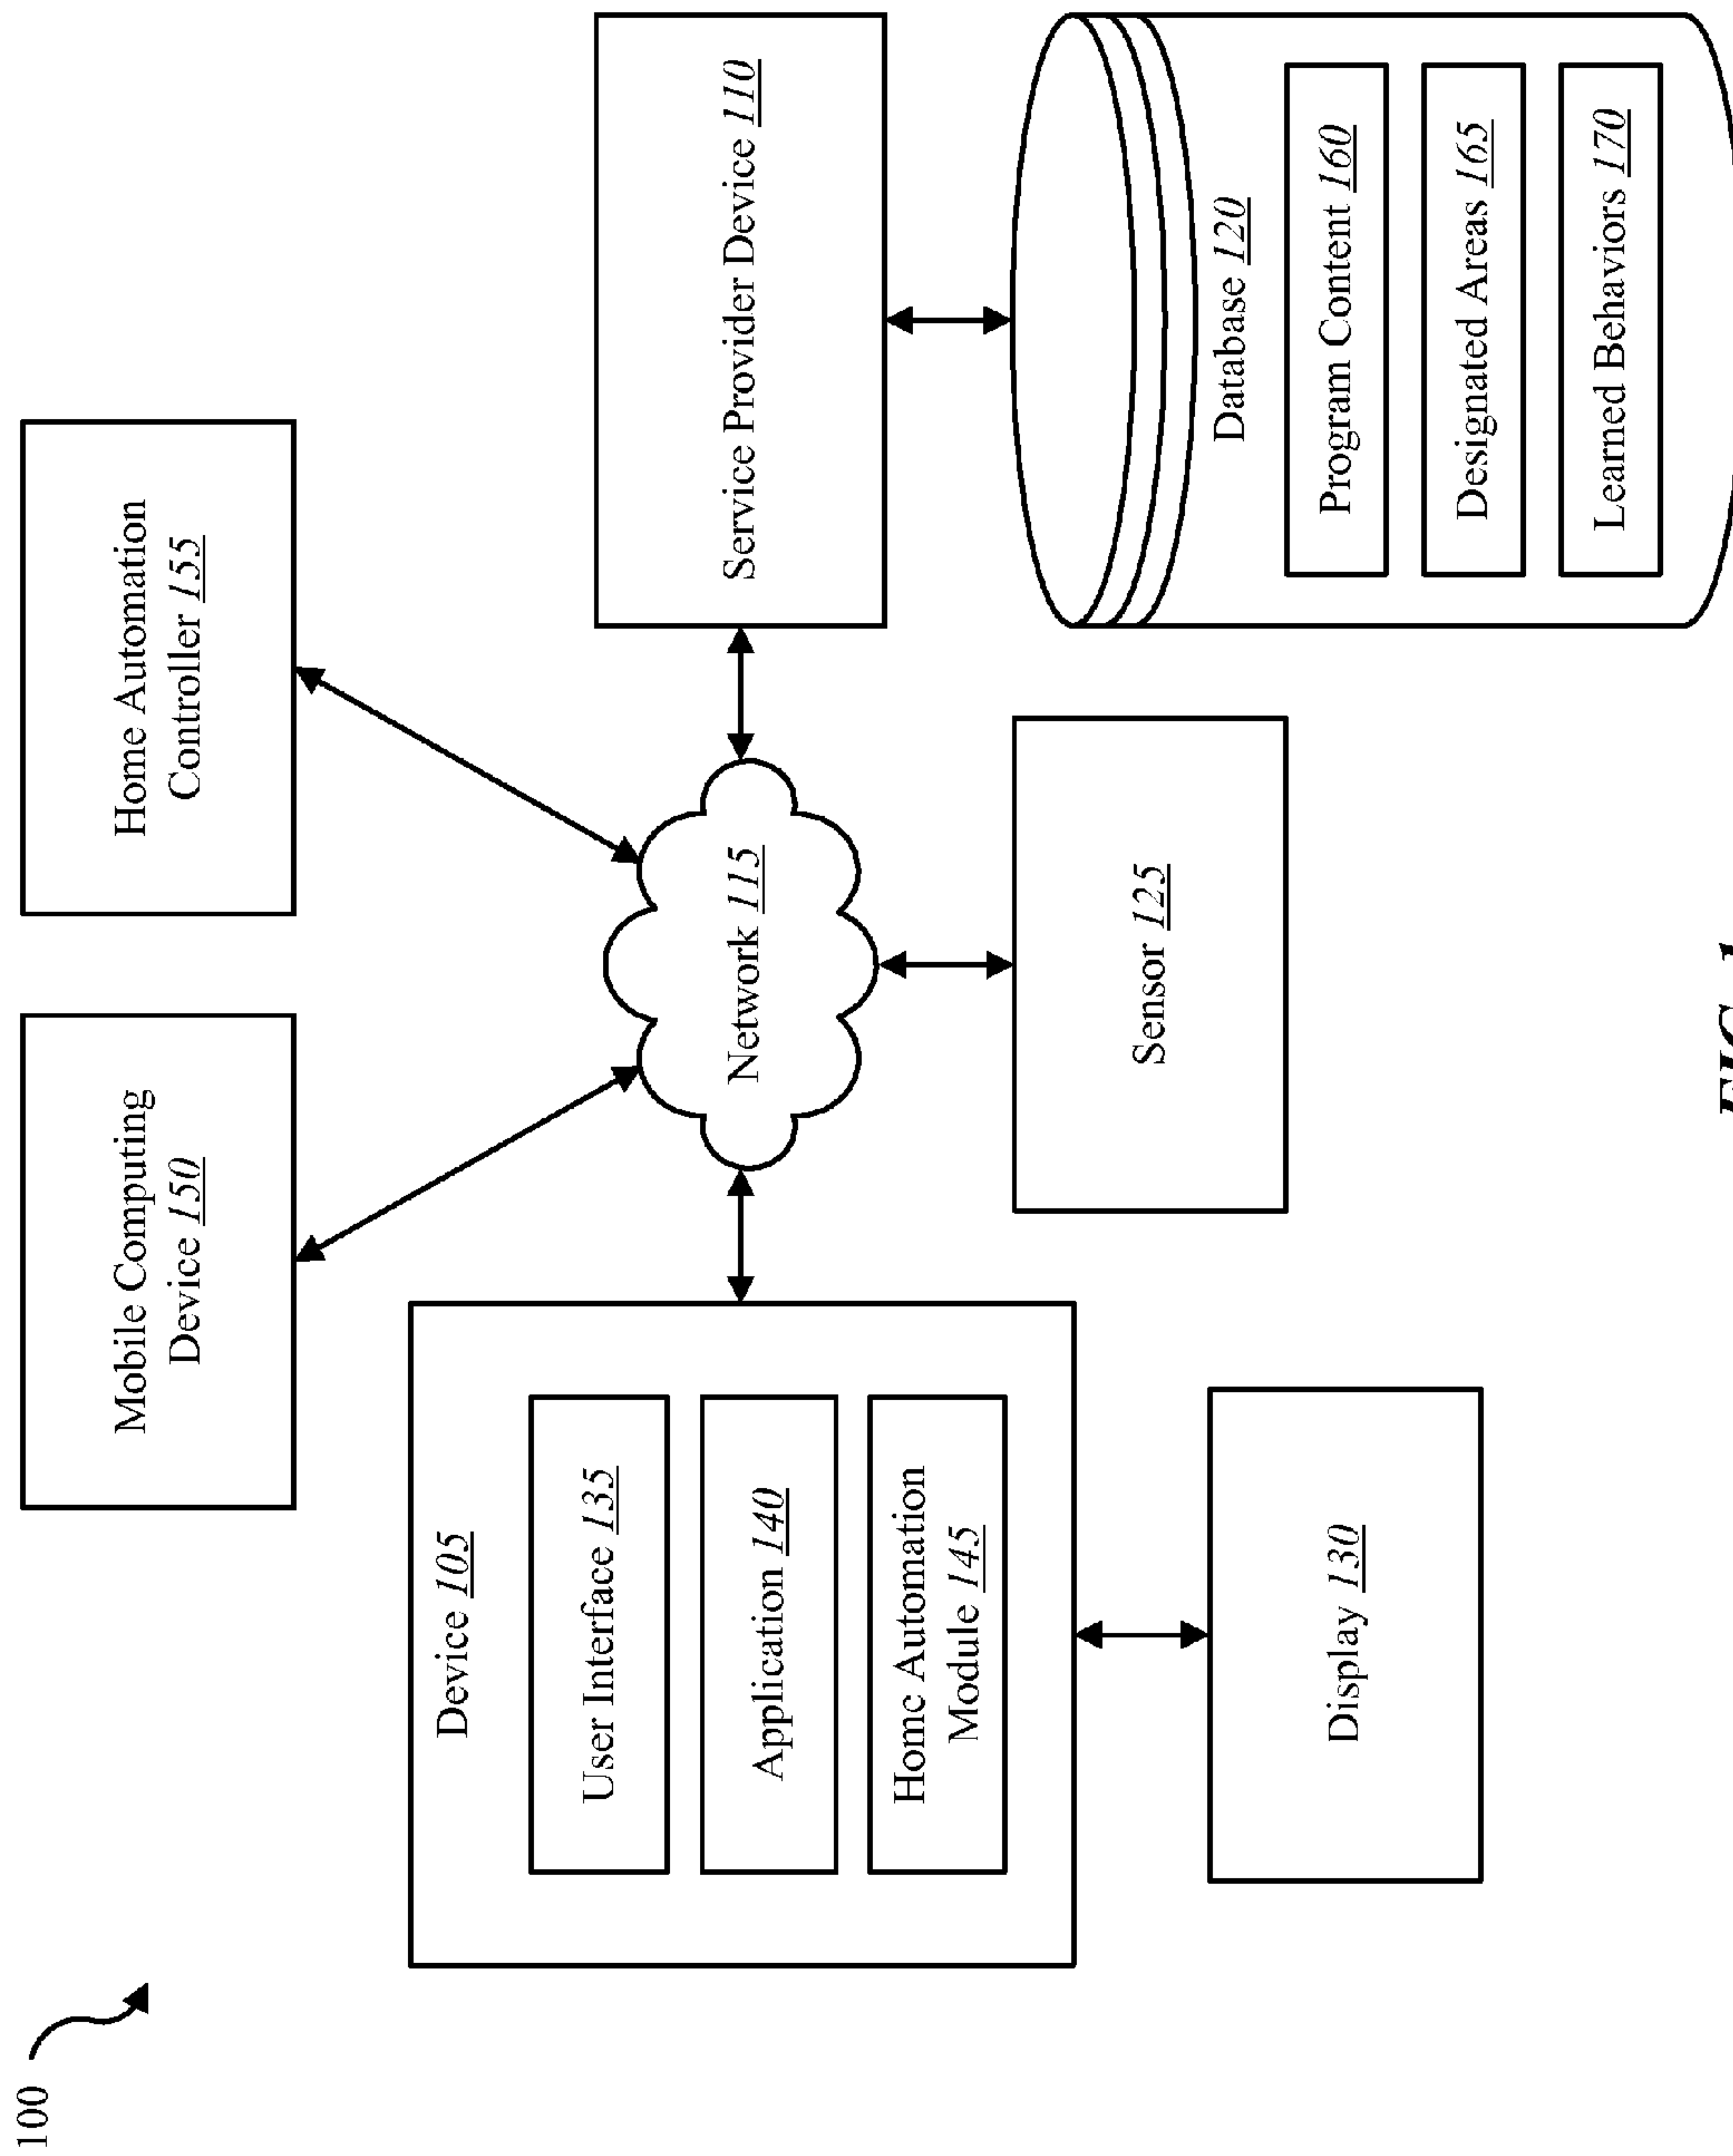 100
Mobile Computing
Device 150
Home Automation
Controller 155
Device 105
User Interface 135
Application 140
Home Automation
Module 145
Network 115
Service Provider Device 110
Display 130
Sensor 125
Database 120
Program Content 160
Designated Areas 165
Learned Behaviors 170